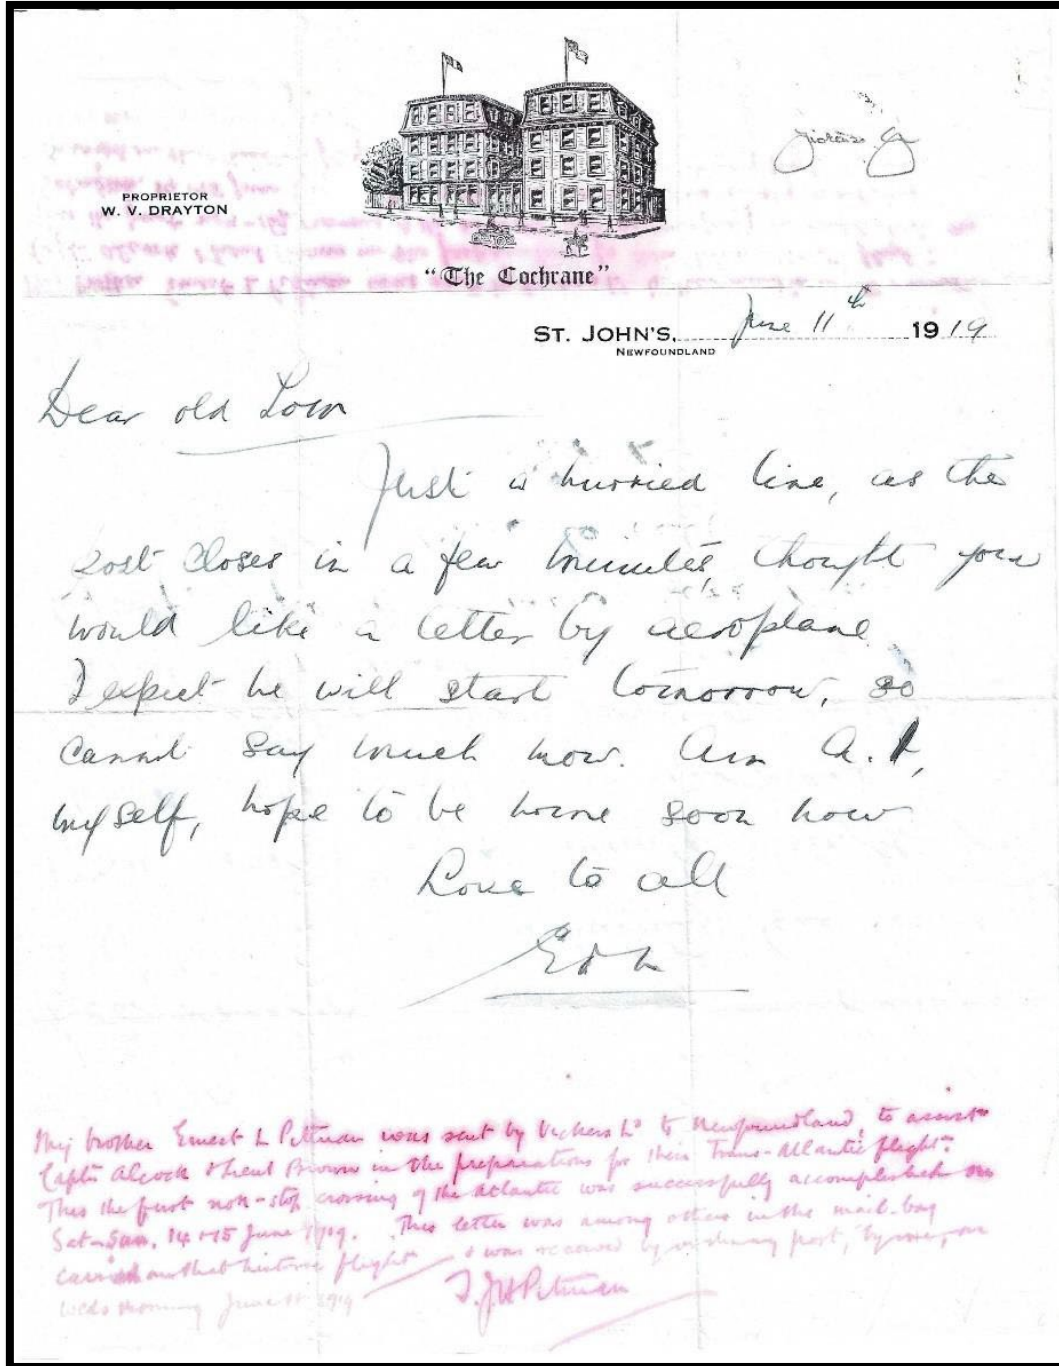 PROPRIETOR
W. V. DRAYTON
"The Cochrane"
ST. JOHN'S, June 11th 1919
NEWFOUNDLAND
Dear old Tom
Just a hurried line, as the
post closes in a few minutes thought you
would like a letter by aeroplane
I expect he will start tomorrow, so
cannot say much now. Am A.1,
myself, hope to be home soon now
Love to all
My brother Ernest L Pittman was sent by Vickers Ld to Newfoundland, to assist
Captn Alcock & Lieut Brown in the preparations for their Trans-Atlantic flight.
This the first non-stop crossing of the Atlantic was successfully accomplished on
Sat-Sun. 14 +15 June 1919. This letter was among others in the mail-bag
carried on that historic flight & was received by ordinary post, by me, on
Weds morning June 1919
T. J. H Pittman